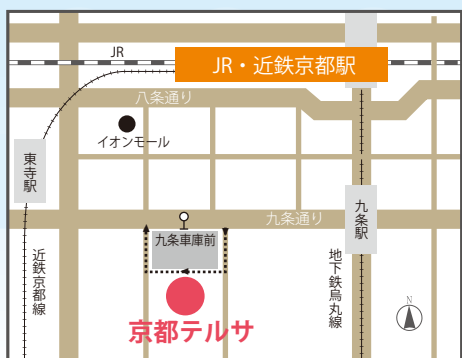 JR
JR・近鉄京都駅
八条通り
イオンモール
東寺駅
九条通り
九条駅
九条車庫前
近鉄京都線
地下鉄烏丸線
京都テルサ
N